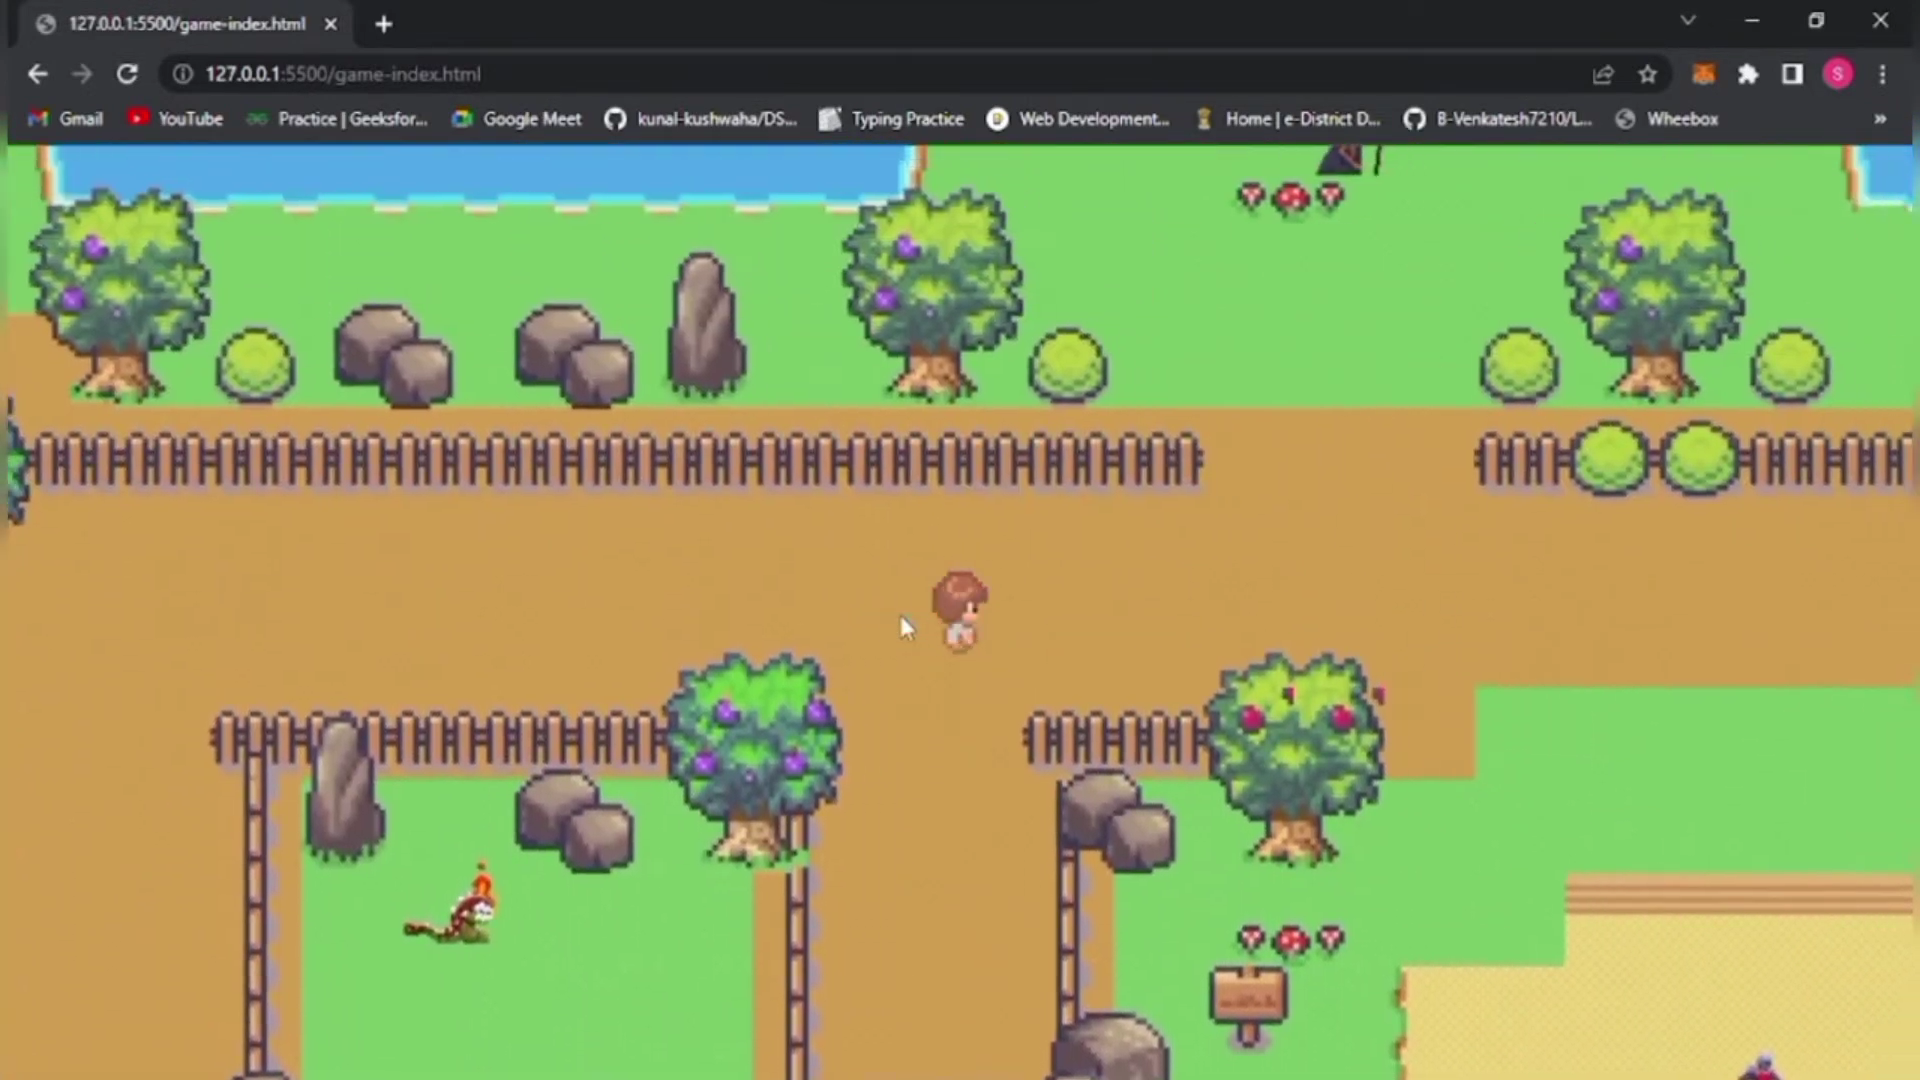 127.0.0.1:5500/game-index.html
127.0.0.1:5500/game-index.html
S
Gmail
YouTube
Practice | Geeksfor...
Google Meet
kunal-kushwaha/DS...
Typing Practice
Web Development...
Home | e-District D...
B-Venkatesh7210/L...
Wheebox